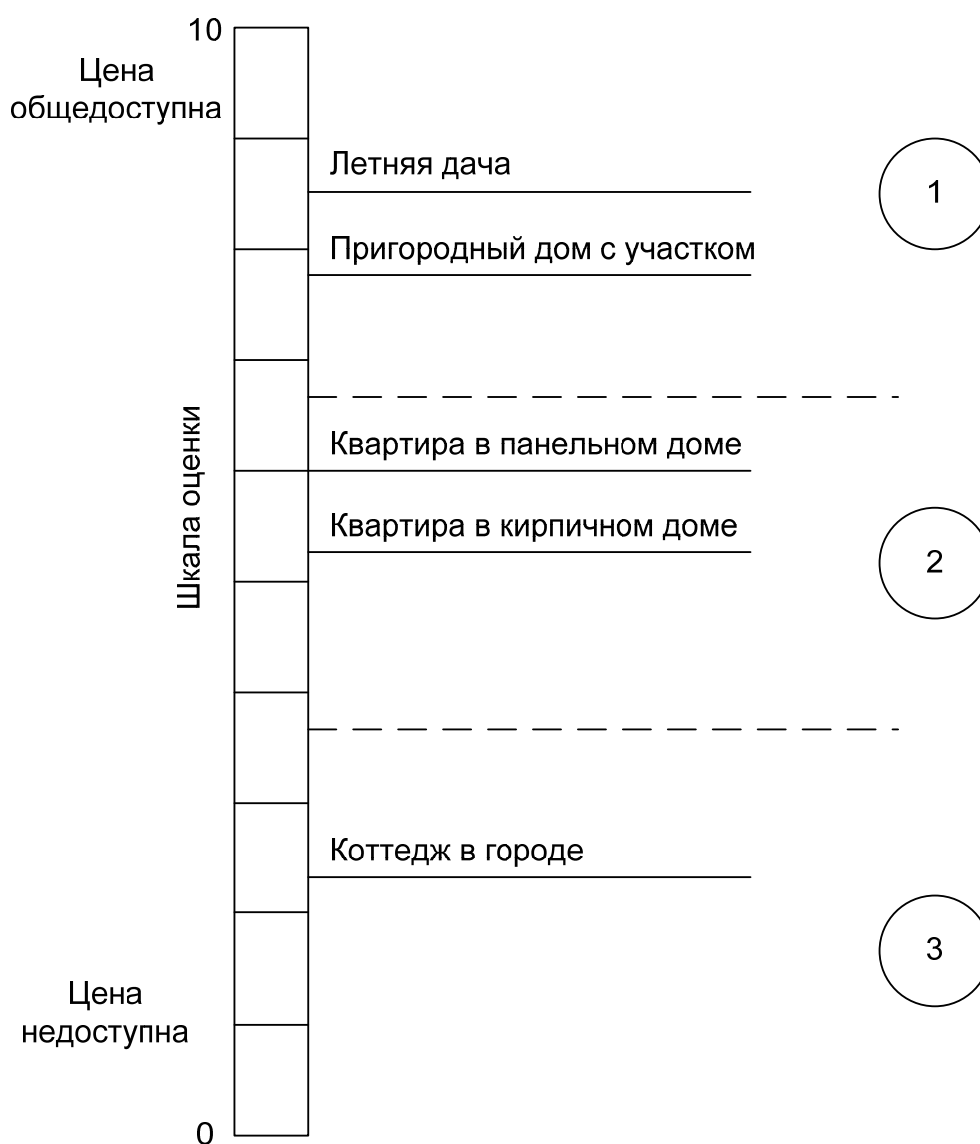 10
Цена
общедоступна
Летняя дача
1
Пригородный дом с участком
Шкала оценки
Квартира в панельном доме
Квартира в кирпичном доме
2
Коттедж в городе
3
Цена
недоступна
0